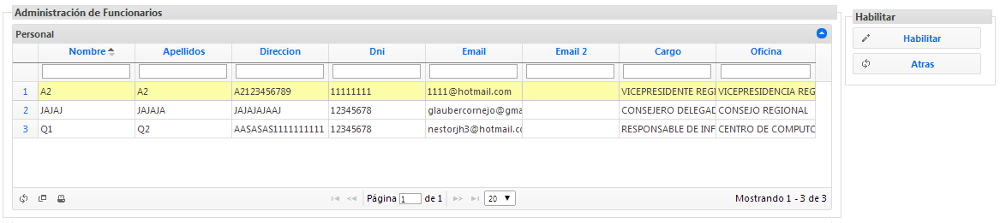 Administración de Funcionarios
Habilitar
Personal
Habilitar
Atras
Nombre Apellidos Direccion Dni Email Email 2 Cargo Oficina
1 A2 A2 A2123456789 11111111 1111@hotmail.com VICEPRESIDENTE REGI VICEPRESIDENCIA REG
2 JAJAJ JAJAJA JAJAJAJAAJ 12345678 glaubercornejo@gma CONSEJERO DELEGAD CONSEJO REGIONAL
3 Q1 Q2 AASASAS1111111111 12345678 nestorjh3@hotmail.co RESPONSABLE DE INF CENTRO DE COMPUTO
Página 1 de 1 20 Mostrando 1 - 3 de 3